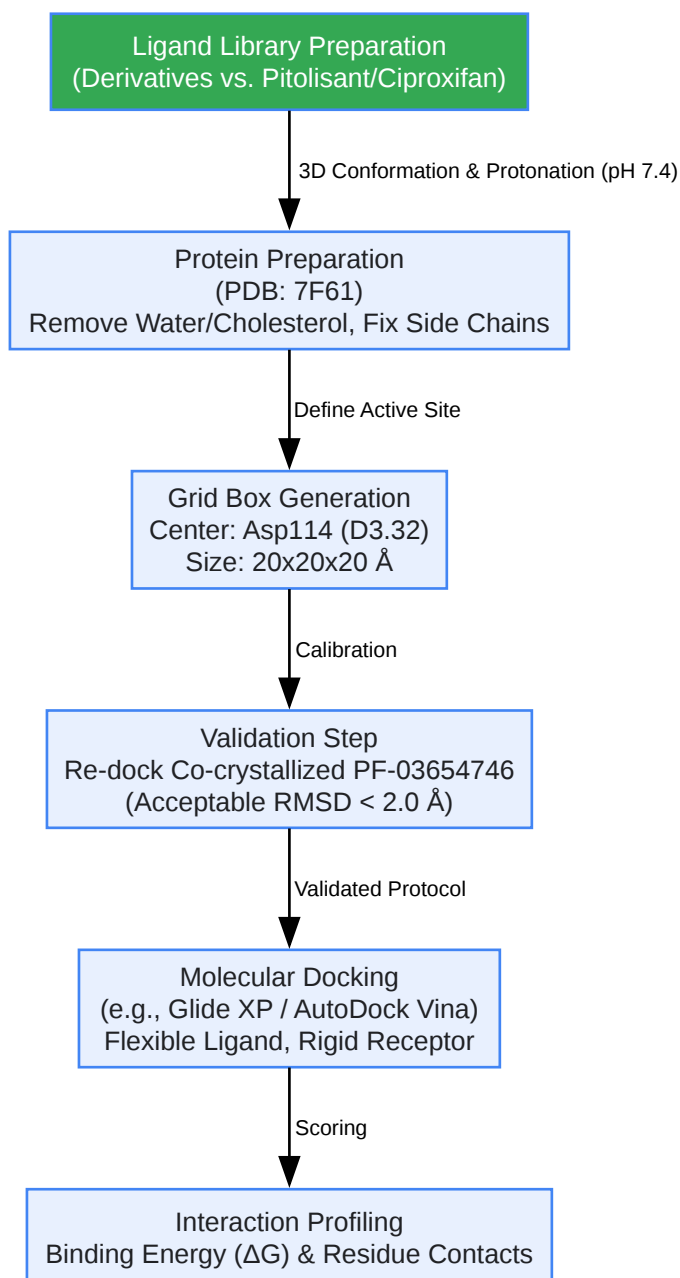 Ligand Library Preparation
(Derivatives vs. Pitolisant/Ciproxifan)
3D Conformation & Protonation (pH 7.4)
Protein Preparation
(PDB: 7F61)
Remove Water/Cholesterol, Fix Side Chains
Define Active Site
Grid Box Generation
Center: Asp114 (D3.32)
Size: 20x20x20 Å
Calibration
Validation Step
Re-dock Co-crystallized PF-03654746
(Acceptable RMSD < 2.0 Å)
Validated Protocol
Molecular Docking
(e.g., Glide XP / AutoDock Vina)
Flexible Ligand, Rigid Receptor
Scoring
Interaction Profiling
Binding Energy (ΔG) & Residue Contacts